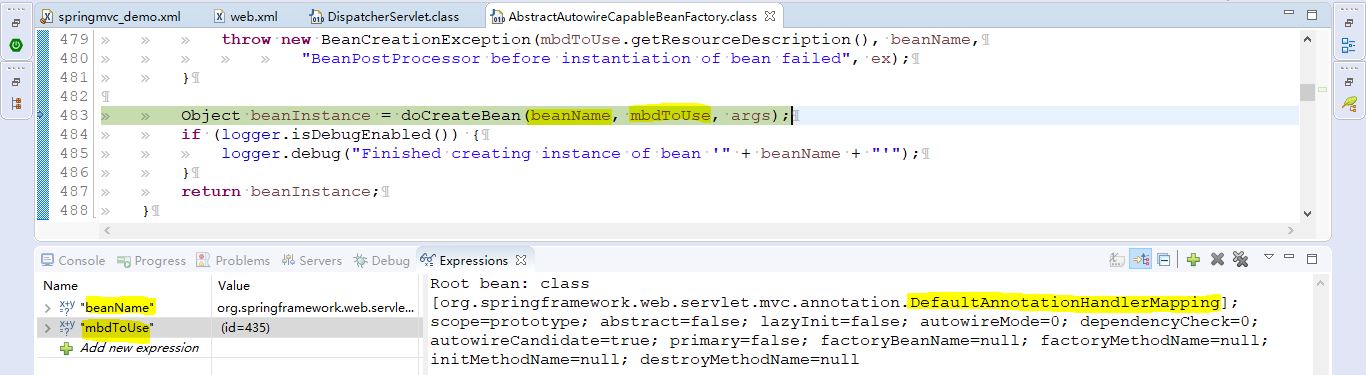 springmvc_demo.xml web.xml DispatcherServlet.class AbstractAutowireCapableBeanFactory.class
479 » » » throw new BeanCreationException(mbdToUse.getResourceDescription(), beanName,¶
480 » » » » » "BeanPostProcessor before instantiation of bean failed", ex);¶
481 » » }¶
482 ¶
483 » » Object beanInstance = doCreateBean(beanName, mbdToUse, args);¶
484 » » if (logger.isDebugEnabled()) {¶
485 » » » logger.debug("Finished creating instance of bean '" + beanName + "'");¶
486 » » }¶
487 » » return beanInstance;¶
488 » }¶
Console Progress Problems Servers Debug Expressions
Name Value
"beanName" org.springframework.web.servle...
"mbdToUse" (id=435)
Add new expression
Root bean: class
[org.springframework.web.servlet.mvc.annotation.DefaultAnnotationHandlerMapping];
scope=prototype; abstract=false; lazyInit=false; autowireMode=0; dependencyCheck=0;
autowireCandidate=true; primary=false; factoryBeanName=null; factoryMethodName=null;
initMethodName=null; destroyMethodName=null